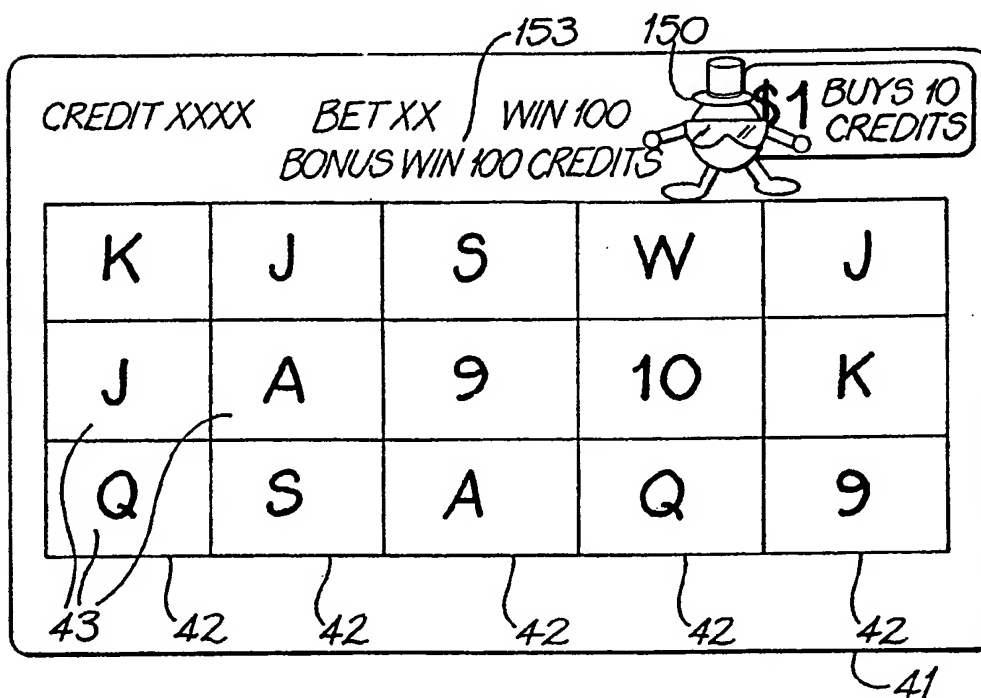 153 150
CREDIT XXXX BET XX WIN 100 $1 BUYS 10
CREDITS
BONUS WIN 100 CREDITS
K J S W J
J A 9 10 K
Q S A Q 9
43 42 42 42 42 42
41